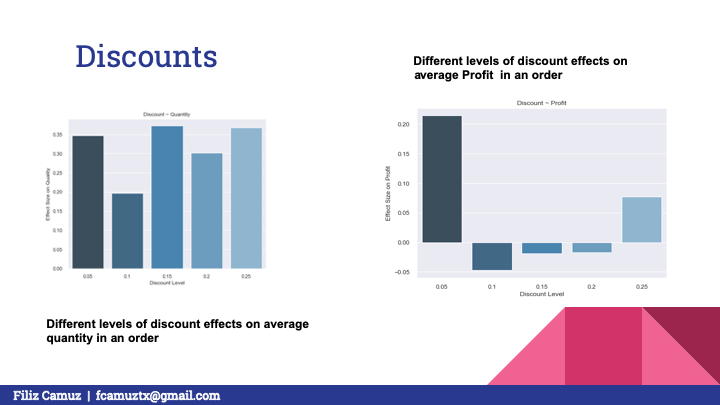 Discounts
Different levels of discount effects on
average Profit in an order
Discount ~ Quantity
Effect Size on Quality
0.35
0.30
0.25
0.20
0.15
0.10
0.05
0.00
0.05
0.1
0.15
0.2
0.25
Discount Level
Discount ~ Profit
Effect Size on Profit
0.20
0.15
0.10
0.05
0.00
−0.05
0.05
0.1
0.15
0.2
0.25
Discount Level
Different levels of discount effects on average
quantity in an order
Filiz Camuz | fcamuztx@gmail.com